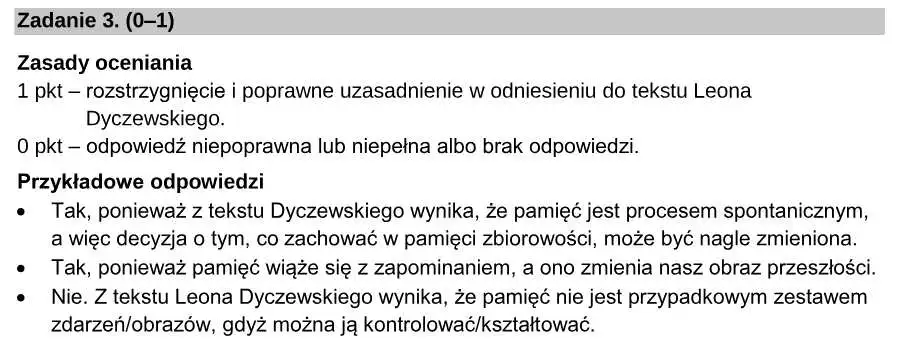 Zadanie 3. (0–1)
Zasady oceniania
1 pkt – rozstrzygnięcie i poprawne uzasadnienie w odniesieniu do tekstu Leona
Dyczewskiego.
0 pkt – odpowiedź niepoprawna lub niepełna albo brak odpowiedzi.
Przykładowe odpowiedzi
• Tak, ponieważ z tekstu Dyczewskiego wynika, że pamięć jest procesem spontanicznym,
a więc decyzja o tym, co zachować w pamięci zbiorowości, może być nagle zmieniona.
• Tak, ponieważ pamięć wiąże się z zapominaniem, a ono zmienia nasz obraz przeszłości.
• Nie. Z tekstu Leona Dyczewskiego wynika, że pamięć nie jest przypadkowym zestawem
zdarzeń/obrazów, gdyż można ją kontrolować/kształtować.